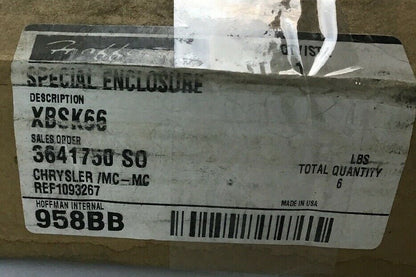 SPECIAL ENCLOSURE
DESCRIPTION
XBSK66
SALES ORDER
3641750 SO
CHRYSLER /MC-MC
REF1093267
LBS
TOTAL QUANTITY
6
HOFFMAN INTERNAL
MADE IN USA
958BB